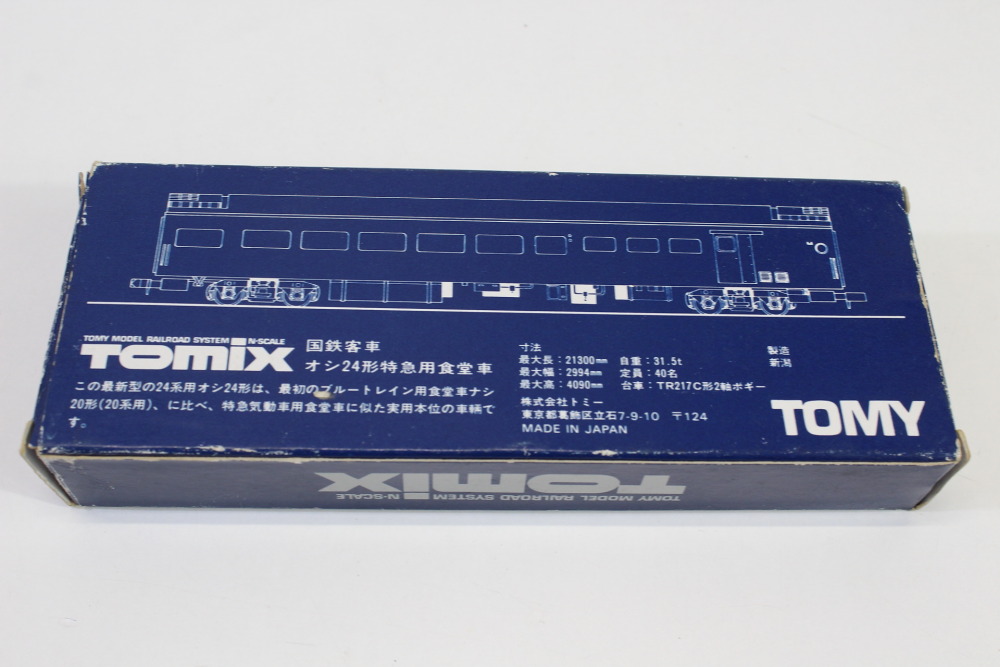 TOMY MODEL RAILROAD SYSTEM N-SCALE
TOMIX
国鉄客車
オシ24形特急用食堂車
この最新型の24系用オシ24形は、最初のブルートレイン用食堂車ナシ
20形(20系用)、に比べ、特急気動車用食堂車に似た実用本位の車輌で
す。
寸法
最大長：21300mm 自重：31.5t
最大幅：2994mm 定員：40名
最大高：4090mm 台車：TR217C形2軸ボギー
株式会社トミー
東京都葛飾区立石7-9-10 〒124
MADE IN JAPAN
製造
新潟
TOMY
TOMIX
TOMY MODEL RAILROAD SYSTEM N-SCALE